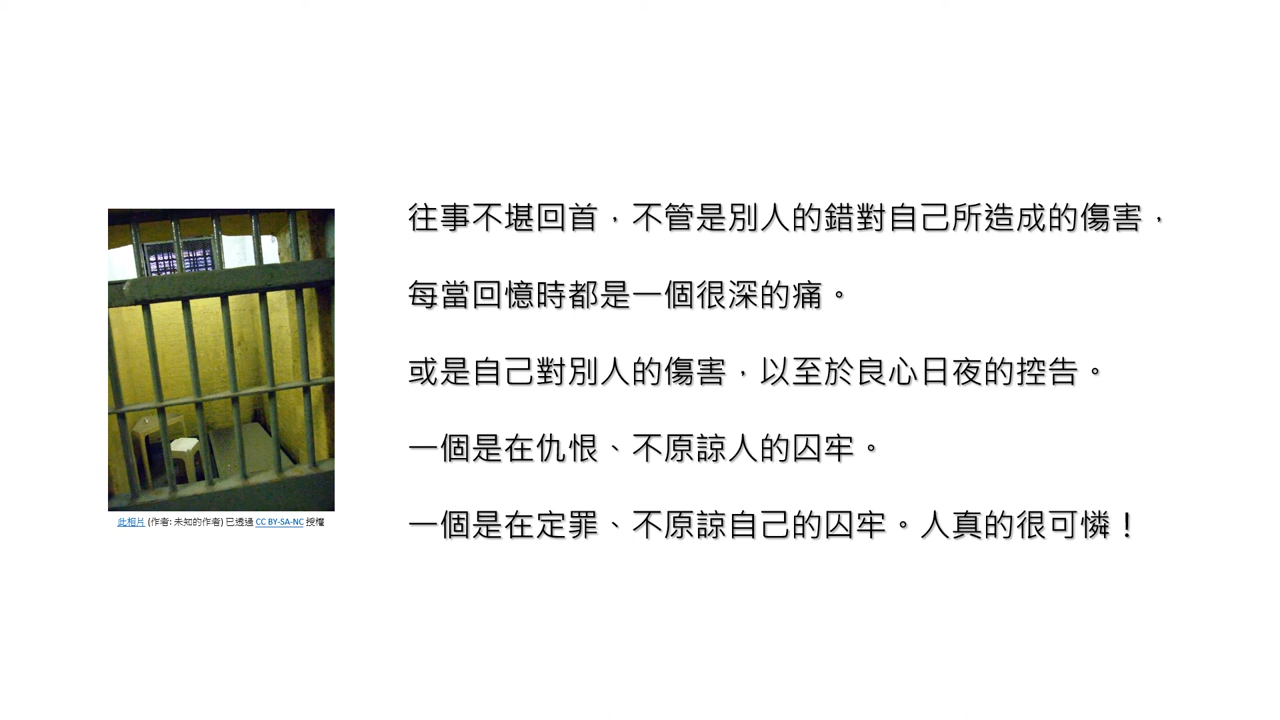 往事不堪回首，不管是別人的錯對自己所造成的傷害，
每當回憶時都是一個很深的痛。
或是自己對別人的傷害，以至於良心日夜的控告。
一個是在仇恨、不原諒人的囚牢。
一個是在定罪、不原諒自己的囚牢。人真的很可憐！
此相片 (作者: 未知的作者) 已透過 CC BY-SA-NC 授權